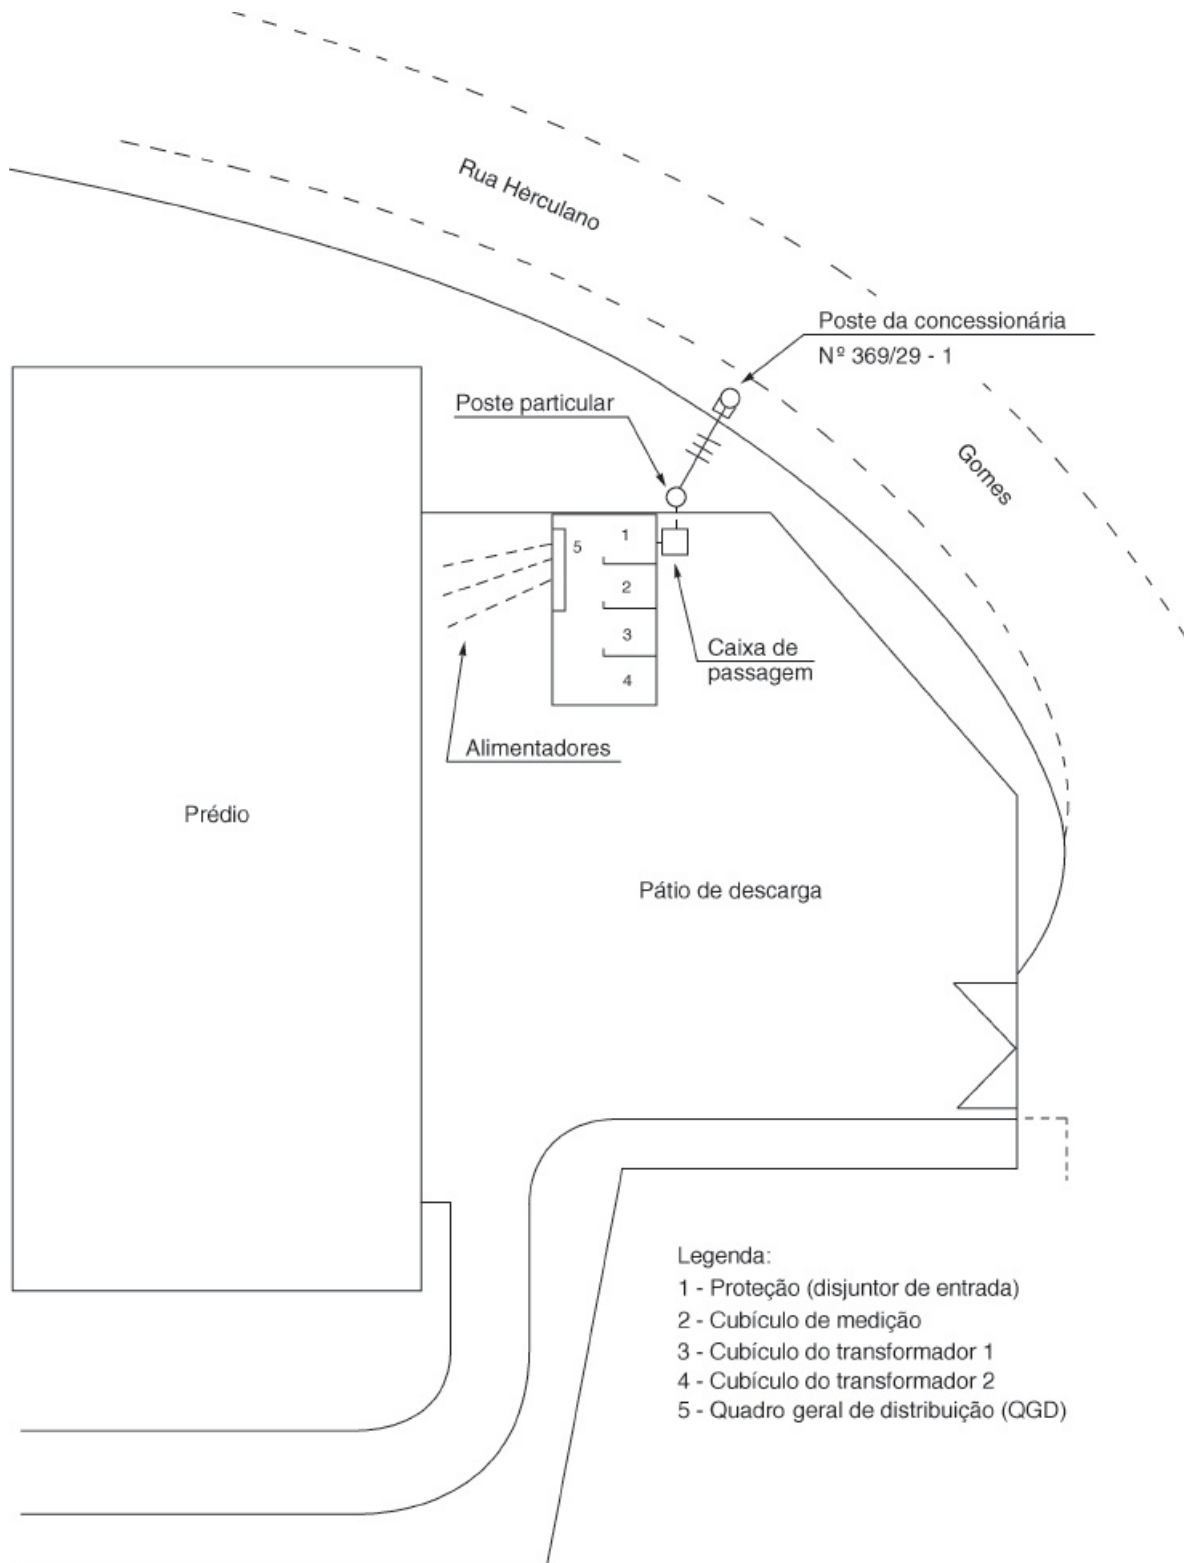 Rua Herculano
Poste da concessionária
Nº 369/29 - 1
Poste particular
Gomes
1
5
2
3
4
Caixa de
passagem
Alimentadores
Prédio
Pátio de descarga
Legenda:
1 - Proteção (disjuntor de entrada)
2 - Cubículo de medição
3 - Cubículo do transformador 1
4 - Cubículo do transformador 2
5 - Quadro geral de distribuição (QGD)